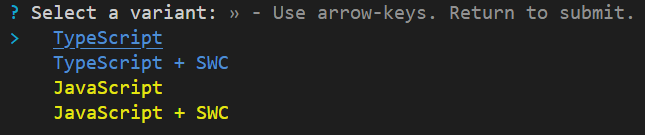 ? Select a variant: » - Use arrow-keys. Return to submit.
> TypeScript
TypeScript + SWC
JavaScript
JavaScript + SWC